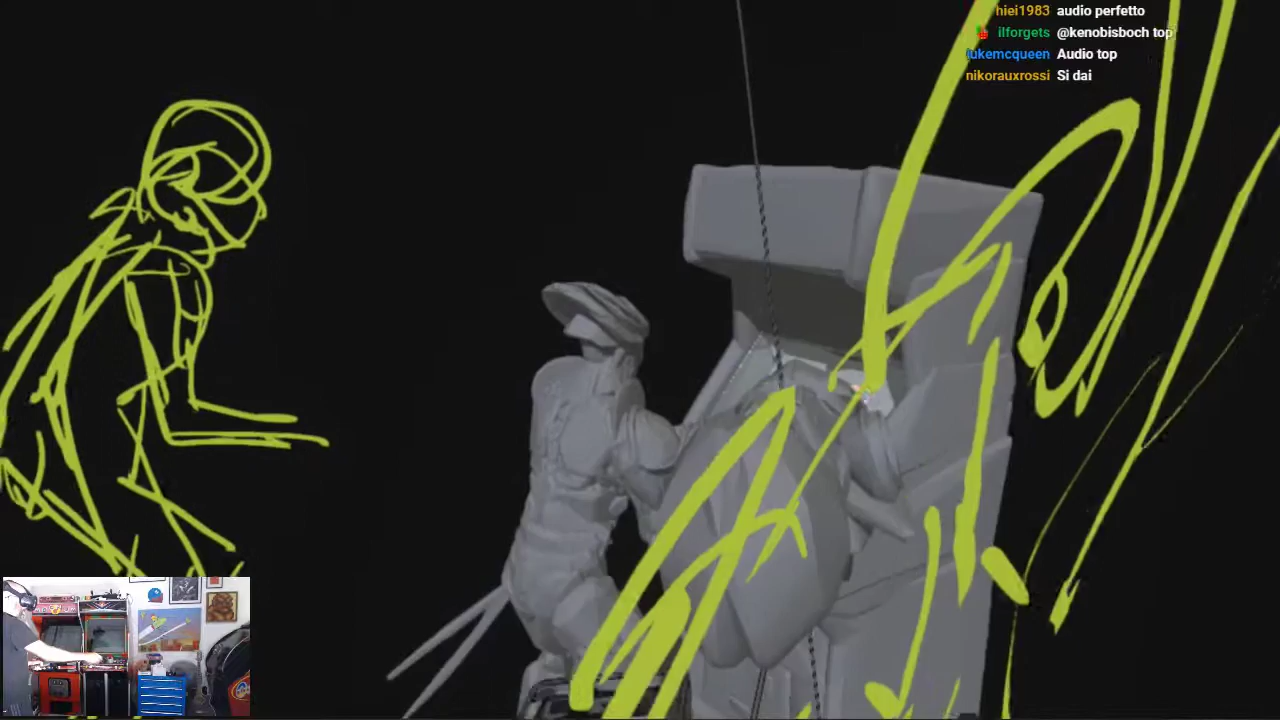 hiei1983 audio perfetto
ilforgets @kenobisboch top
lukemcqueen Audio top
nikorauxrossi Si dai